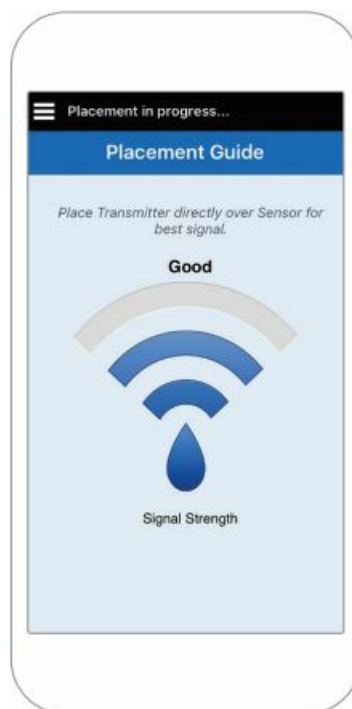 Placement in progress...
Placement Guide
Place Transmitter directly over Sensor for
best signal.
Good
Signal Strength